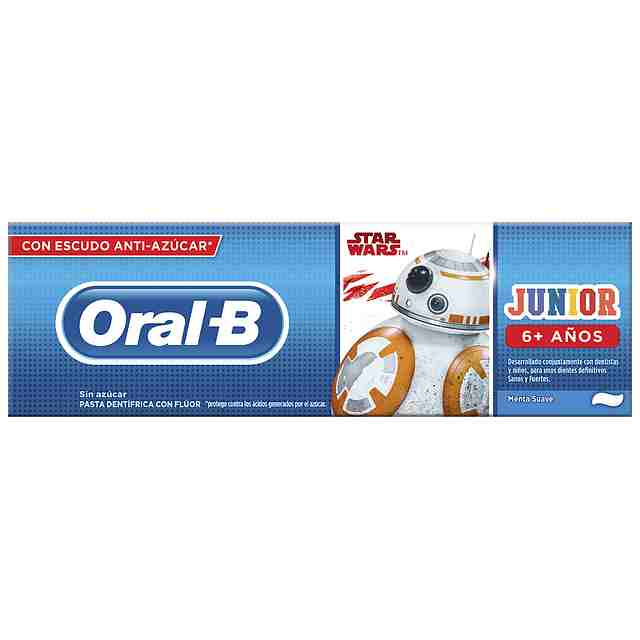 CON ESCUDO ANTI-AZÚCAR*
Oral-B
Sin azúcar
PASTA DENTÍFRICA CON FLÚOR *protege contra los ácidos generados por el azúcar.
STAR
WARS™
JUNIOR
6+ AÑOS
Desarrollado conjuntamente con dentistas
y niños, para unos dientes definitivos
Sanos y Fuertes.
Menta Suave